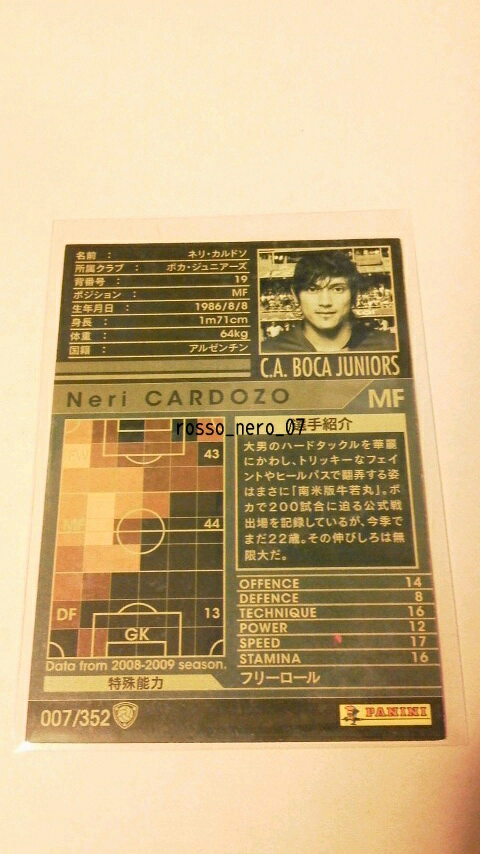 名前： ネリ・カルドソ
所属クラブ： ボカ・ジュニアーズ
背番号： 19
ポジション： MF
生年月日： 1986/8/8
身長： 1m71cm
体重： 64kg
国籍： アルゼンチン
C.A. BOCA JUNIORS
Neri CARDOZO MF
rosso_nero_07
手紹介
FW 43
MF 44
DF 13
GK
Data from 2008-2009 season.
大男のハードタックルを華麗
にかわし、トリッキーなフェイ
ントやヒールパスで翻弄する姿
はまさに「南米版牛若丸」。ボ
カで200試合に迫る公式戦
出場を記録しているが、今季で
まだ22歳。その伸びしろは無
限大だ。
OFFENCE 14
DEFENCE 8
TECHNIQUE 16
POWER 12
SPEED 17
STAMINA 16
特殊能力 フリーロール
007/352
PANINI